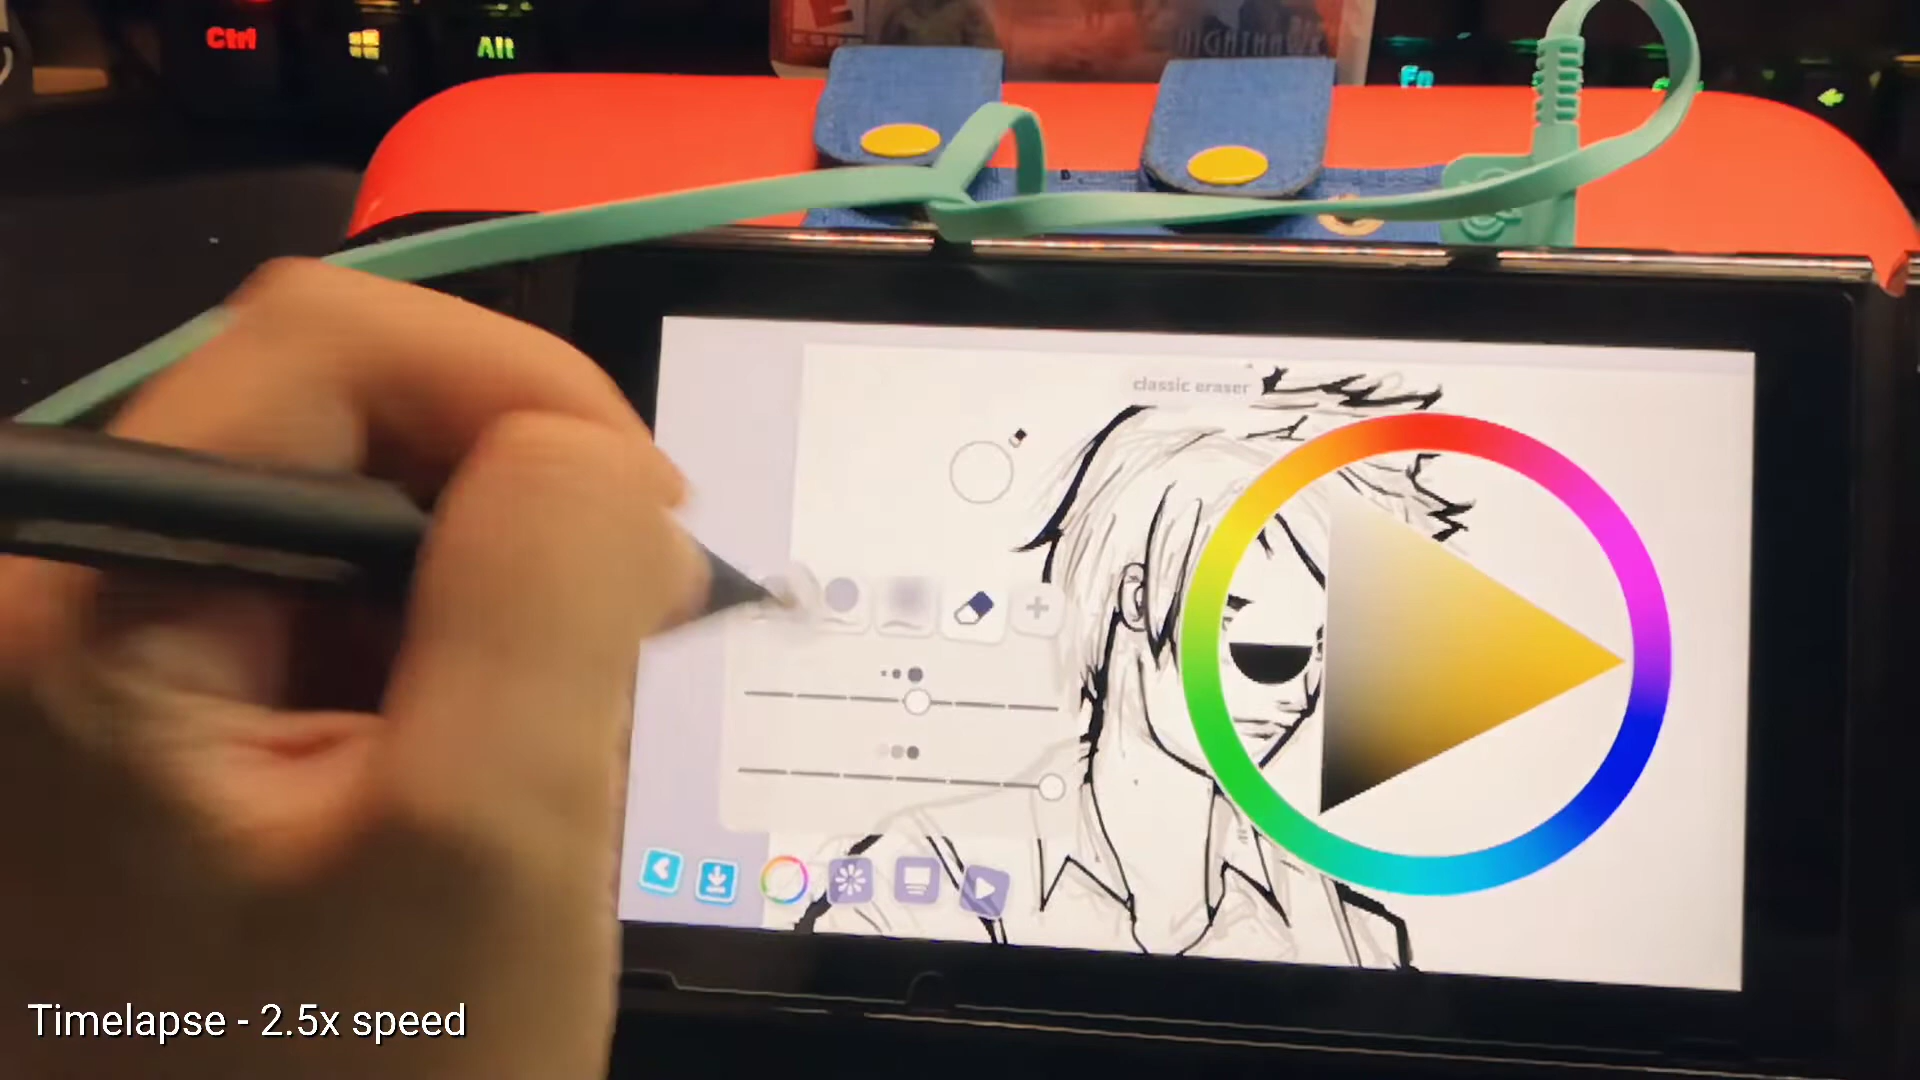 Ctrl
Alt
Fn
classic eraser
Timelapse - 2.5x speed